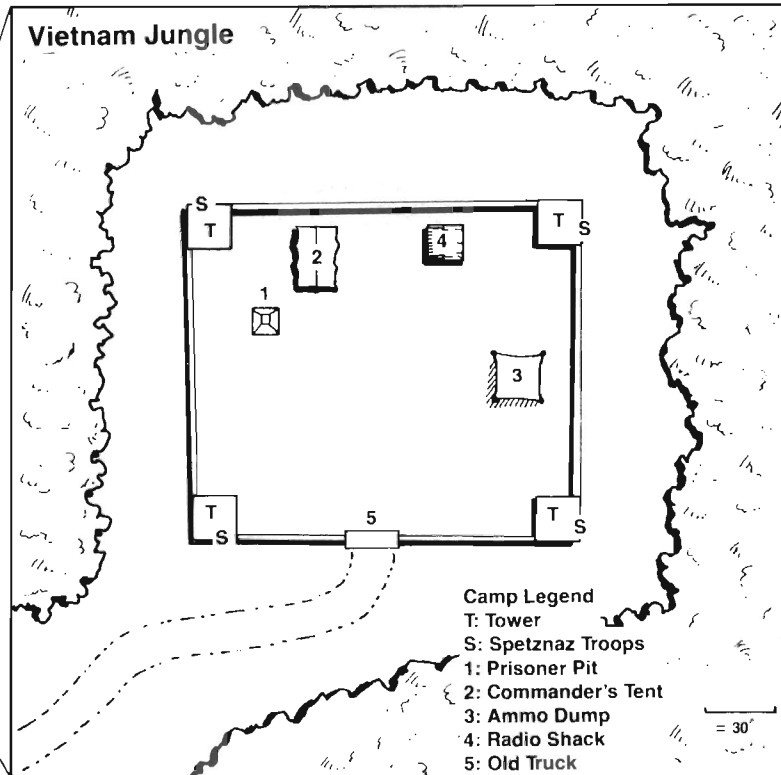 Vietnam Jungle
S
T
T
S
2
4
1
3
T
S
5
T
S
Camp Legend
T: Tower
S: Spetznaz Troops
1: Prisoner Pit
2: Commander's Tent
3: Ammo Dump
4: Radio Shack
5: Old Truck
= 30'